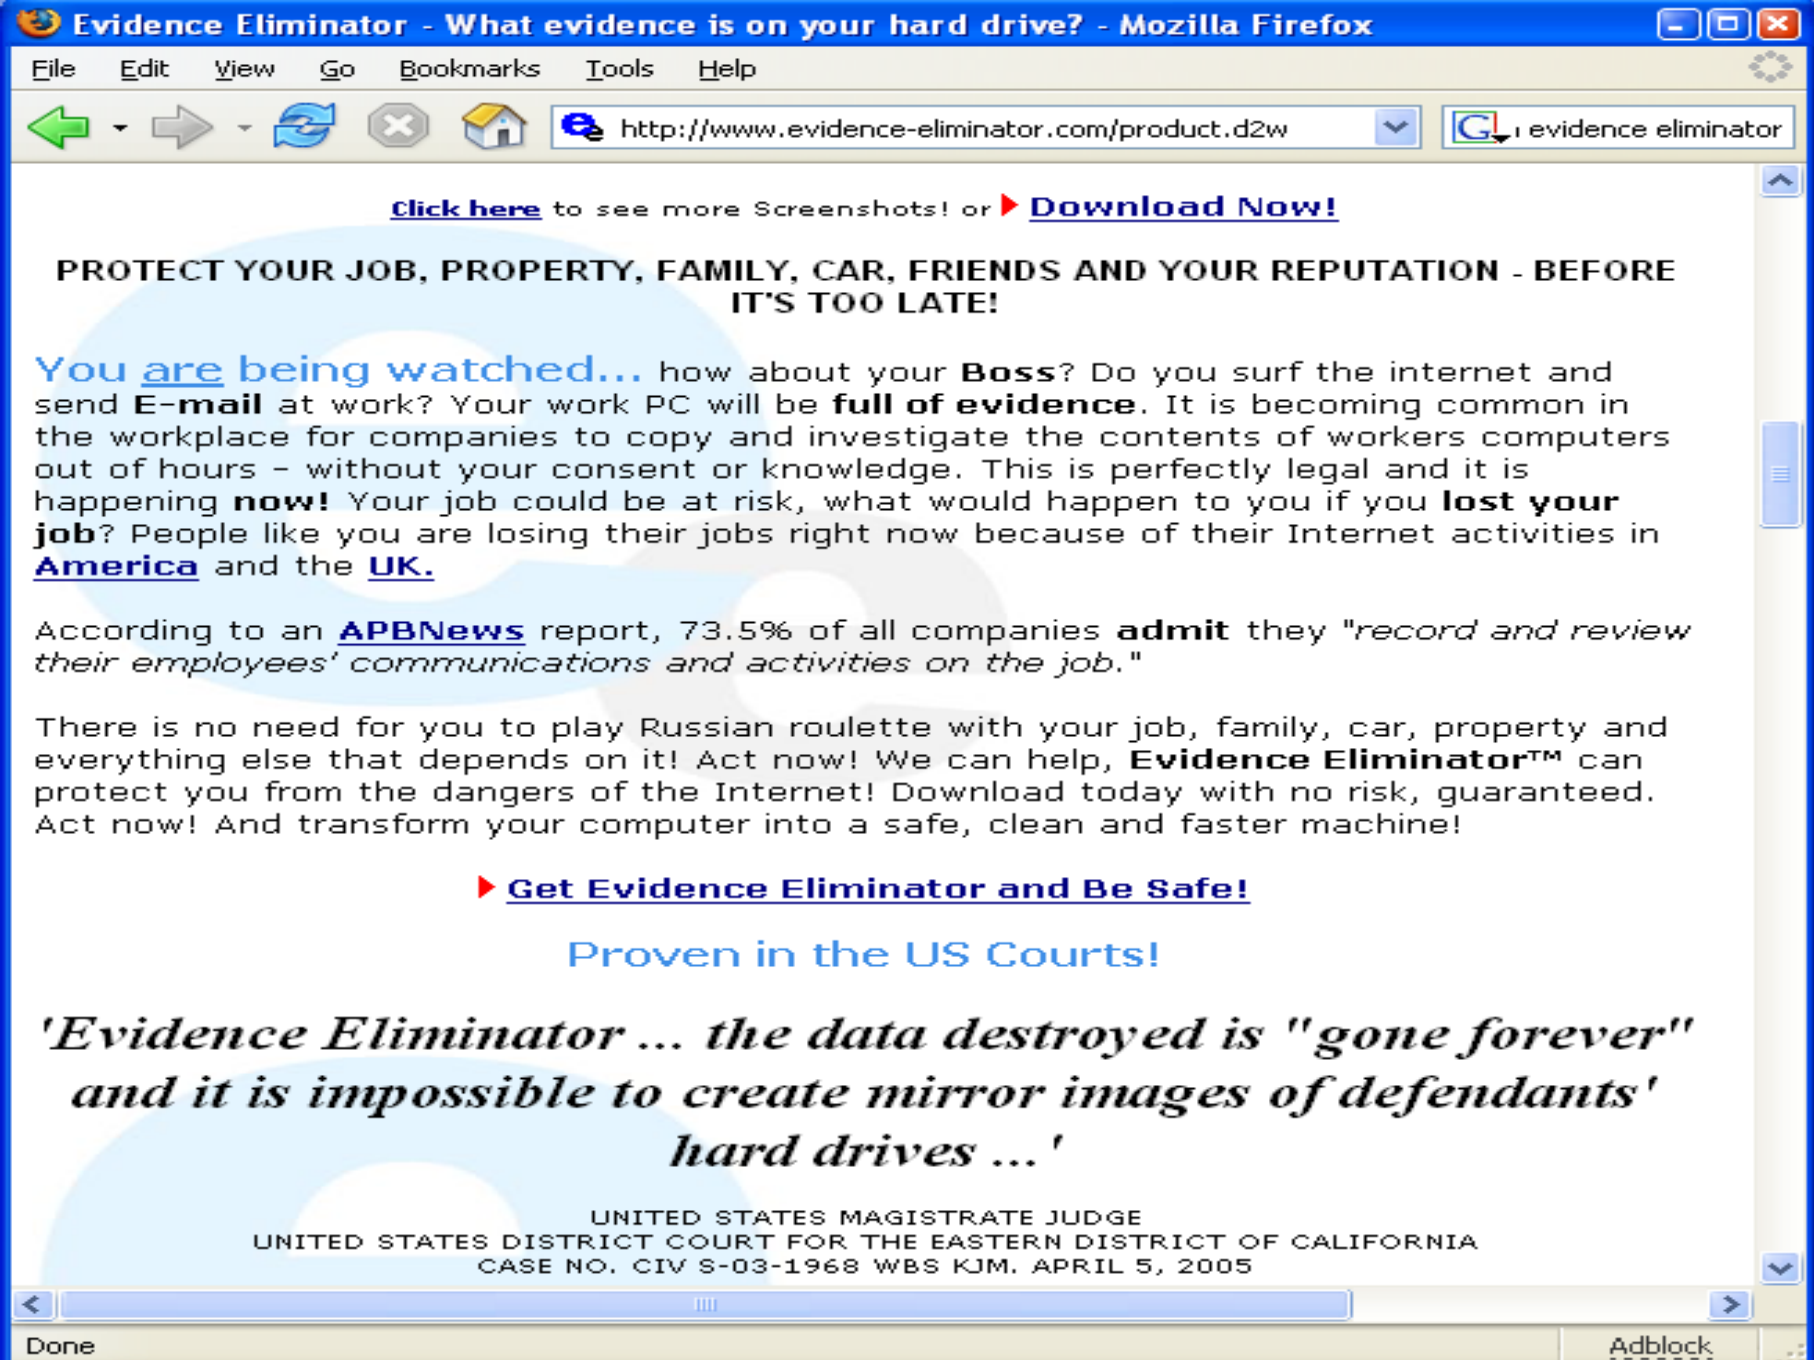 Evidence Eliminator - What evidence is on your hard drive? - Mozilla Firefox
File Edit View Go Bookmarks Tools Help
http://www.evidence-eliminator.com/product.d2w evidence eliminator
Click here to see more Screenshots! or Download Now!
PROTECT YOUR JOB, PROPERTY, FAMILY, CAR, FRIENDS AND YOUR REPUTATION - BEFORE
IT'S TOO LATE!
You are being watched... how about your Boss? Do you surf the internet and
send E-mail at work? Your work PC will be full of evidence. It is becoming common in
the workplace for companies to copy and investigate the contents of workers computers
out of hours - without your consent or knowledge. This is perfectly legal and it is
happening now! Your job could be at risk, what would happen to you if you lost your
job? People like you are losing their jobs right now because of their Internet activities in
America and the UK.
According to an APBNews report, 73.5% of all companies admit they "record and review
their employees' communications and activities on the job."
There is no need for you to play Russian roulette with your job, family, car, property and
everything else that depends on it! Act now! We can help, Evidence Eliminator™ can
protect you from the dangers of the Internet! Download today with no risk, guaranteed.
Act now! And transform your computer into a safe, clean and faster machine!
Get Evidence Eliminator and Be Safe!
Proven in the US Courts!
'Evidence Eliminator ... the data destroyed is "gone forever"
and it is impossible to create mirror images of defendants'
hard drives ...'
UNITED STATES MAGISTRATE JUDGE
UNITED STATES DISTRICT COURT FOR THE EASTERN DISTRICT OF CALIFORNIA
CASE NO. CIV S-03-1968 WBS KJM. APRIL 5, 2005
Done Adblock